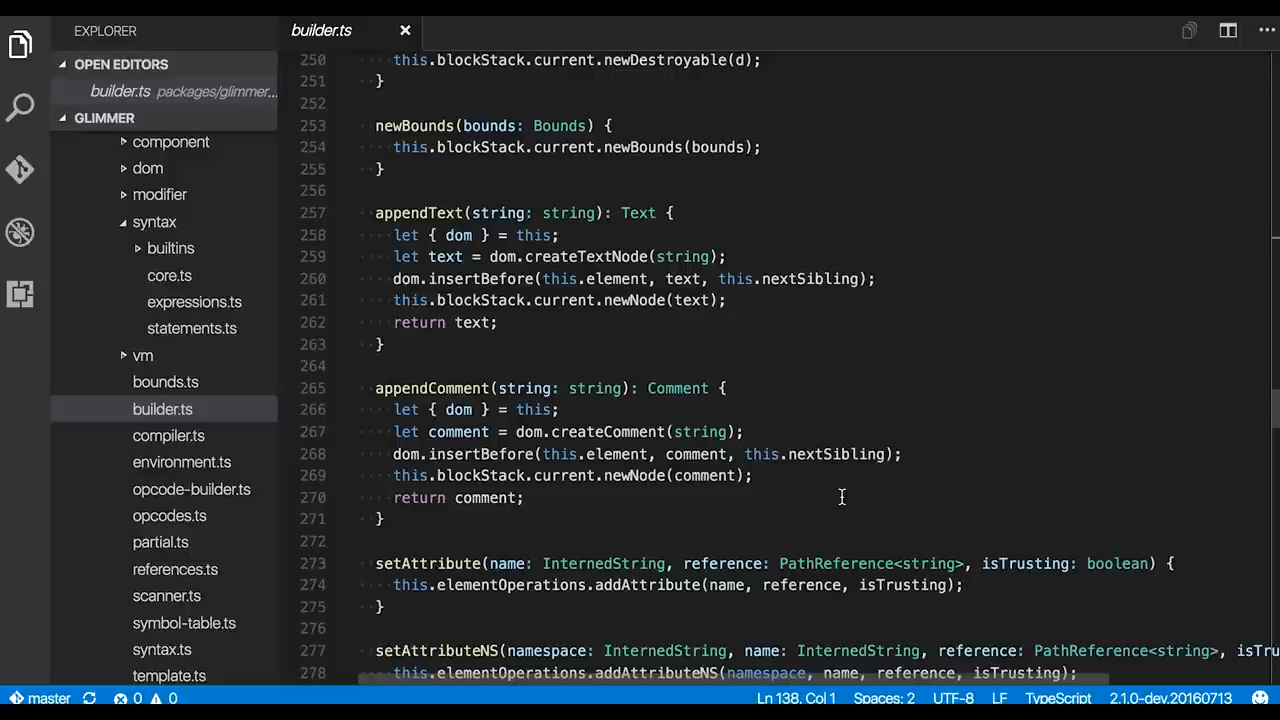 EXPLORER
OPEN EDITORS
builder.ts packages/glimmer...
GLIMMER
component
dom
modifier
syntax
builtins
core.ts
expressions.ts
statements.ts
vm
bounds.ts
builder.ts
compiler.ts
environment.ts
opcode-builder.ts
opcodes.ts
partial.ts
references.ts
scanner.ts
symbol-table.ts
syntax.ts
template.ts
builder.ts
250 this.blockStack.current.newDestroyable(d);
251 }
252
253 newBounds(bounds: Bounds) {
254 this.blockStack.current.newBounds(bounds);
255 }
256
257 appendText(string: string): Text {
258 let { dom } = this;
259 let text = dom.createTextNode(string);
260 dom.insertBefore(this.element, text, this.nextSibling);
261 this.blockStack.current.newNode(text);
262 return text;
263 }
264
265 appendComment(string: string): Comment {
266 let { dom } = this;
267 let comment = dom.createComment(string);
268 dom.insertBefore(this.element, comment, this.nextSibling);
269 this.blockStack.current.newNode(comment);
270 return comment;
271 }
272
273 setAttribute(name: InternedString, reference: PathReference<string>, isTrusting: boolean) {
274 this.elementOperations.addAttribute(name, reference, isTrusting);
275 }
276
277 setAttributeNS(namespace: InternedString, name: InternedString, reference: PathReference<string>, isTru
278 this.elementOperations.addAttributeNS(namespace, name, reference, isTrusting);
master 0 0 Ln 138, Col 1 Spaces: 2 UTF-8 LF TypeScript 2.1.0-dev.20160713